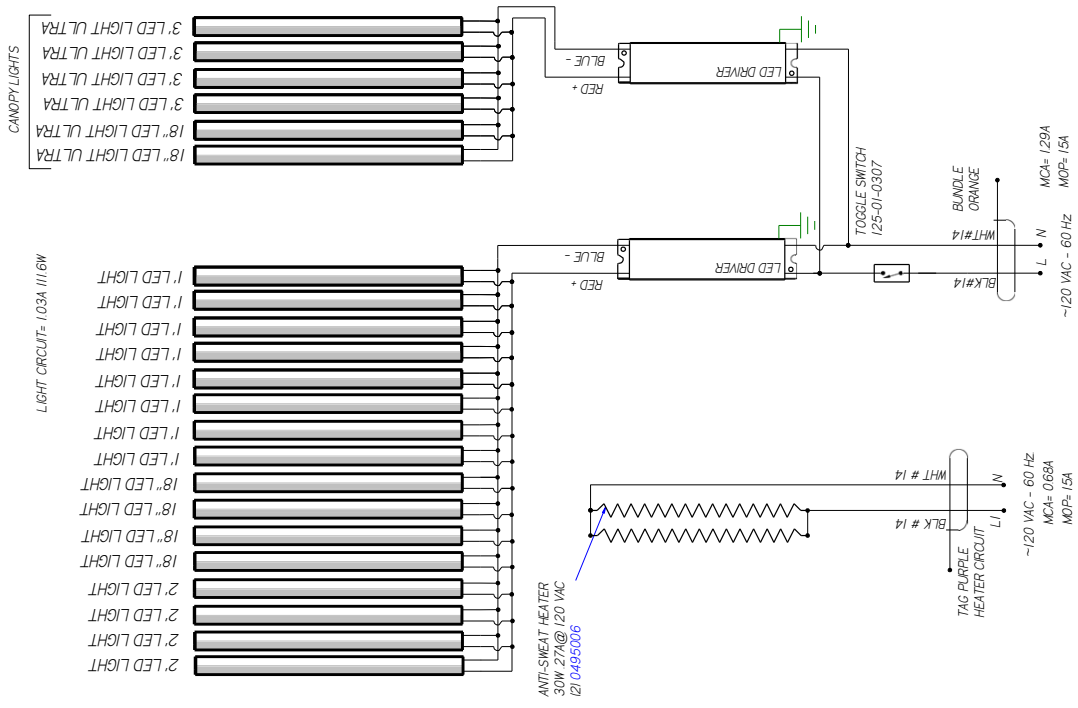 CANOPY LIGHTS
3' LED LIGHT ULTRA
3' LED LIGHT ULTRA
3' LED LIGHT ULTRA
3' LED LIGHT ULTRA
18" LED LIGHT ULTRA
18" LED LIGHT ULTRA
BLUE -
RED +
LED DRIVER
LIGHT CIRCUIT= 1.03A 111.6W
1' LED LIGHT
1' LED LIGHT
1' LED LIGHT
1' LED LIGHT
1' LED LIGHT
1' LED LIGHT
1' LED LIGHT
1' LED LIGHT
18" LED LIGHT
18" LED LIGHT
18" LED LIGHT
18" LED LIGHT
2' LED LIGHT
2' LED LIGHT
2' LED LIGHT
2' LED LIGHT
BLUE -
RED +
LED DRIVER
TOGGLE SWITCH
125-01-0307
BUNDLE
ORANGE
WHT#14
BLK#14
N
L
~120 VAC - 60 Hz
MCA= 1.29A
MOP= 15A
ANTI-SWEAT HEATER
30W .27A@ 120 VAC
(2) 0495006
WHT # 14
BLK # 14
TAG PURPLE
HEATER CIRCUIT
N
L1
~120 VAC - 60 Hz
MCA= 0.68A
MOP= 15A